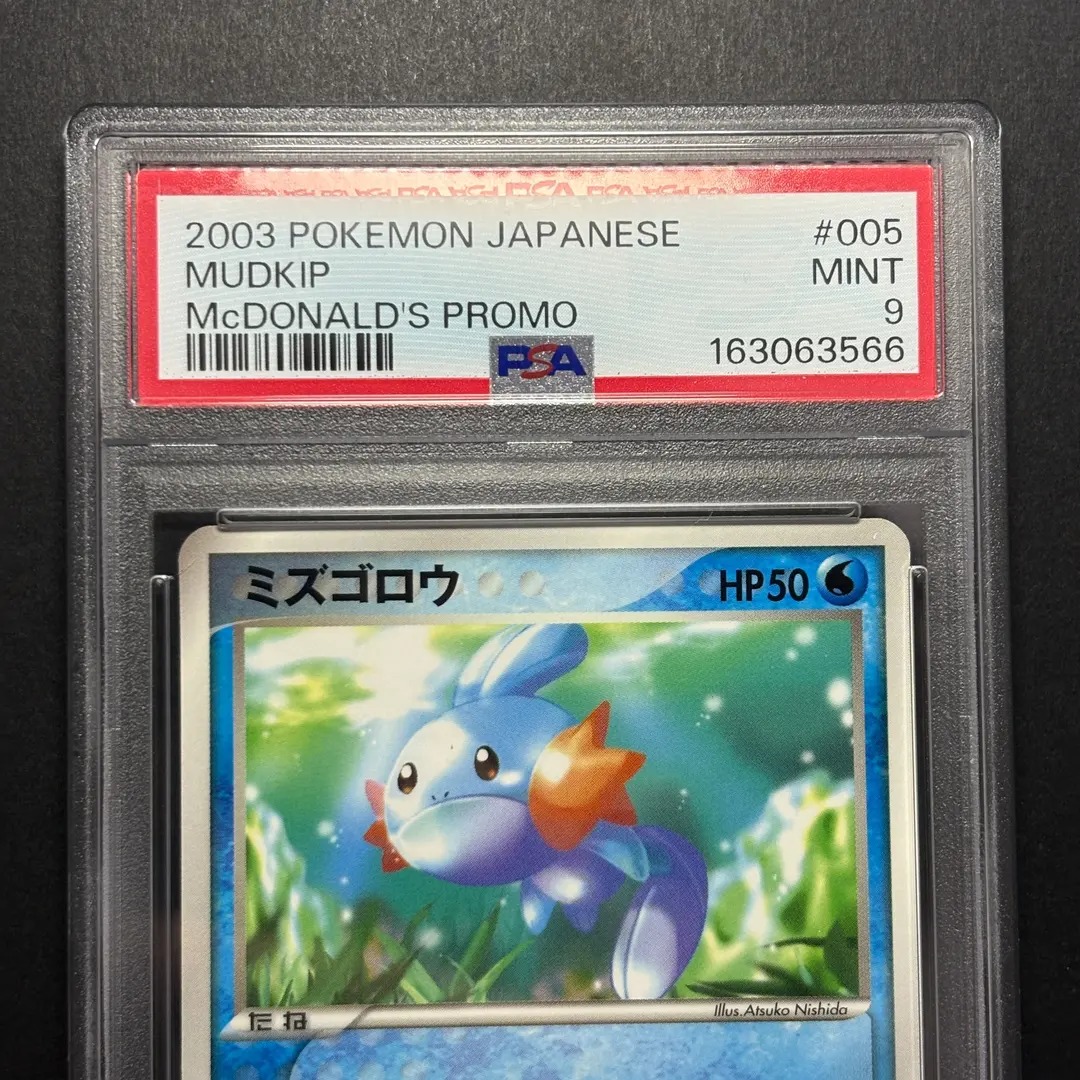 2003 POKEMON JAPANESE #005
MUDKIP MINT
McDONALD'S PROMO 9
PSA 163063566
ミズゴロウ HP50
Illus. Atsuko Nishida
たね